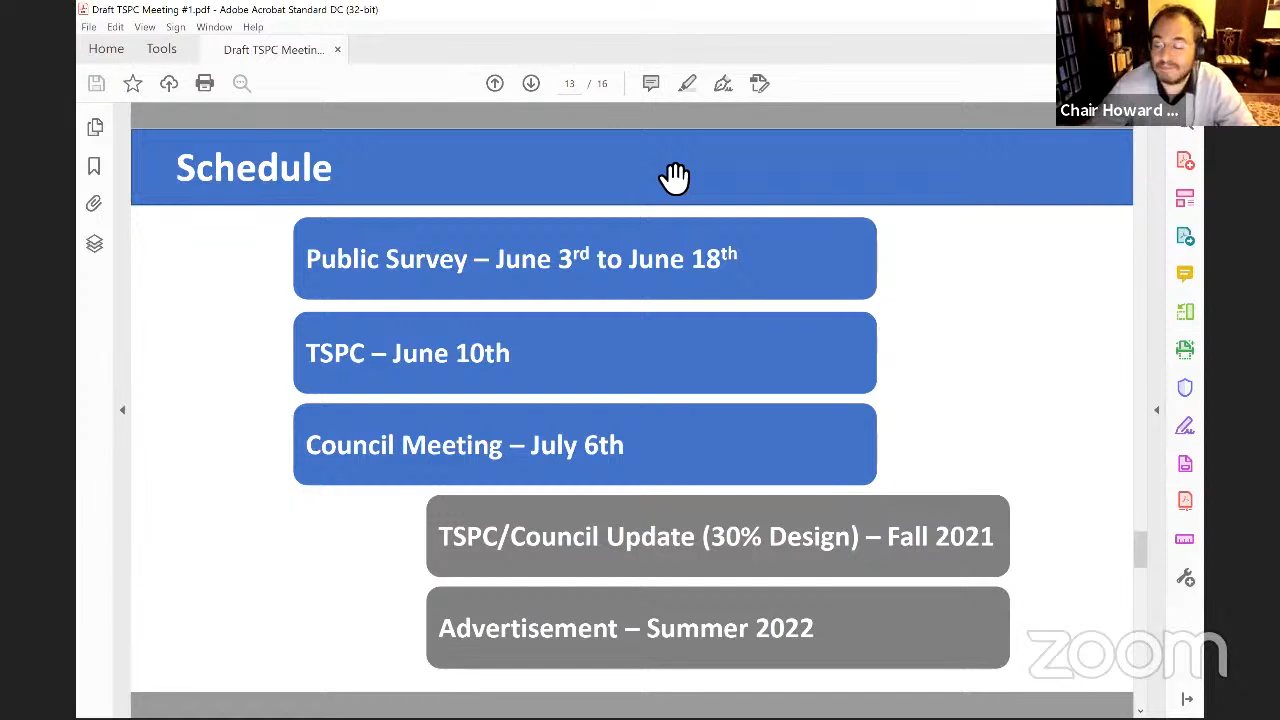 Draft TSPC Meeting #1.pdf - Adobe Acrobat Standard DC (32-bit)
File Edit View Sign Window Help
Home Tools Draft TSPC Meetin... ×
13 / 16
Chair Howard ...
Schedule
Public Survey – June 3rd to June 18th
TSPC – June 10th
Council Meeting – July 6th
TSPC/Council Update (30% Design) – Fall 2021
Advertisement – Summer 2022
zoom